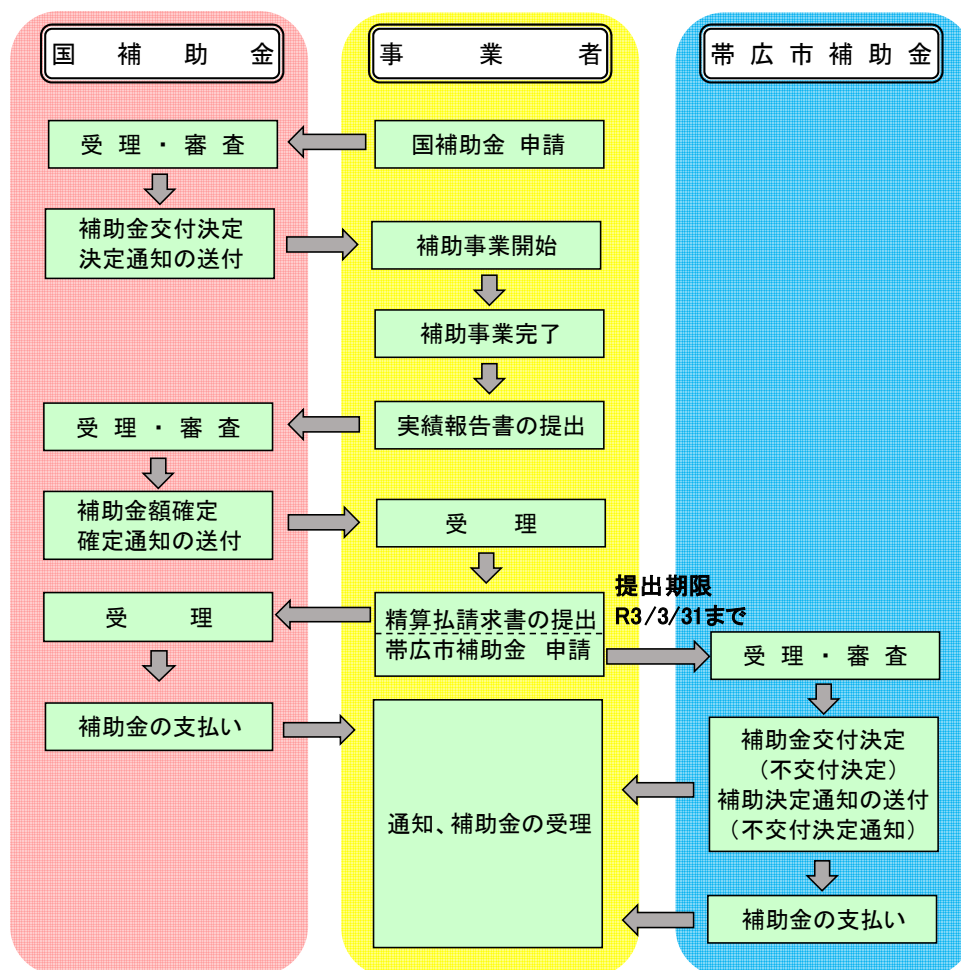 国補助金
事業者
帯広市補助金
受理・審査
国補助金 申請
補助金交付決定
決定通知の送付
補助事業開始
補助事業完了
受理・審査
実績報告書の提出
補助金額確定
確定通知の送付
受理
提出期限
R3/3/31まで
受理
精算払請求書の提出
帯広市補助金 申請
受理・審査
補助金の支払い
通知、補助金の受理
補助金交付決定
（不交付決定）
補助決定通知の送付
（不交付決定通知）
補助金の支払い